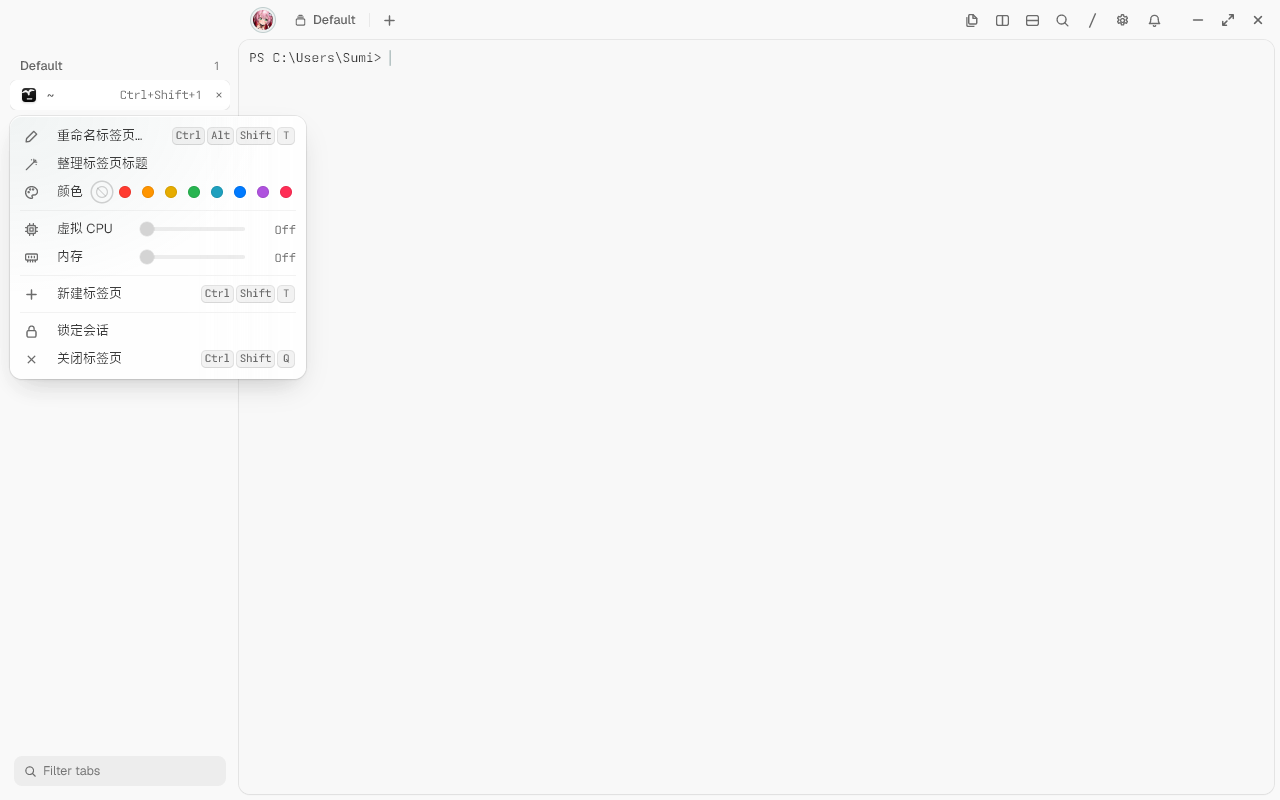 Default
PS C:\Users\Sumi>
Default 1
~ Ctrl+Shift+1 ×
重命名标签页… Ctrl Alt Shift T
整理标签页标题
颜色
虚拟 CPU Off
内存 Off
新建标签页 Ctrl Shift T
锁定会话
关闭标签页 Ctrl Shift Q
Filter tabs